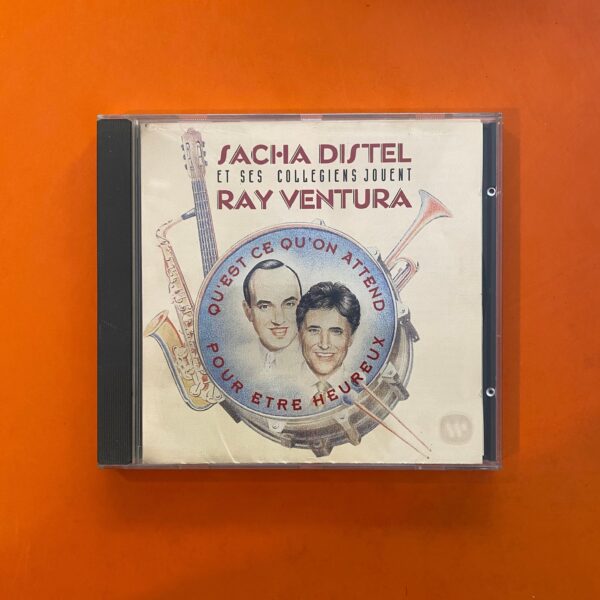 SACHA DISTEL
ET SES COLLEGIENS JOUENT
RAY VENTURA
QU'EST CE QU'ON ATTEND
POUR ETRE HEUREUX